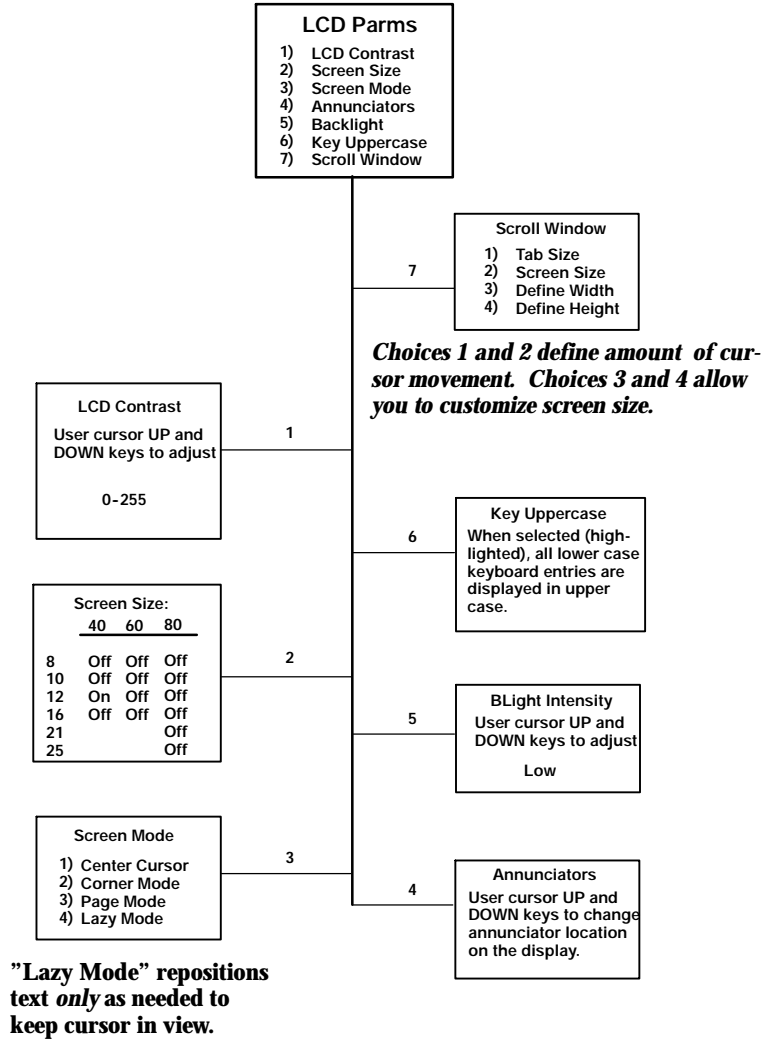 LCD Parms
1) LCD Contrast
2) Screen Size
3) Screen Mode
4) Annunciators
5) Backlight
6) Key Uppercase
7) Scroll Window
Scroll Window
1) Tab Size
2) Screen Size
3) Define Width
4) Define Height
7
Choices 1 and 2 define amount of cur-
sor movement. Choices 3 and 4 allow
you to customize screen size.
LCD Contrast
User cursor UP and
DOWN keys to adjust
0-255
1
Key Uppercase
When selected (high-
lighted), all lower case
keyboard entries are
displayed in upper
case.
6
Screen Size:
40 60 80
8 Off Off Off
10 Off Off Off
12 On Off Off
16 Off Off Off
21 Off
25 Off
2
BLight Intensity
User cursor UP and
DOWN keys to adjust
Low
5
Screen Mode
1) Center Cursor
2) Corner Mode
3) Page Mode
4) Lazy Mode
3
Annunciators
User cursor UP and
DOWN keys to change
annunciator location
on the display.
4
”Lazy Mode" repositions
text only as needed to
keep cursor in view.